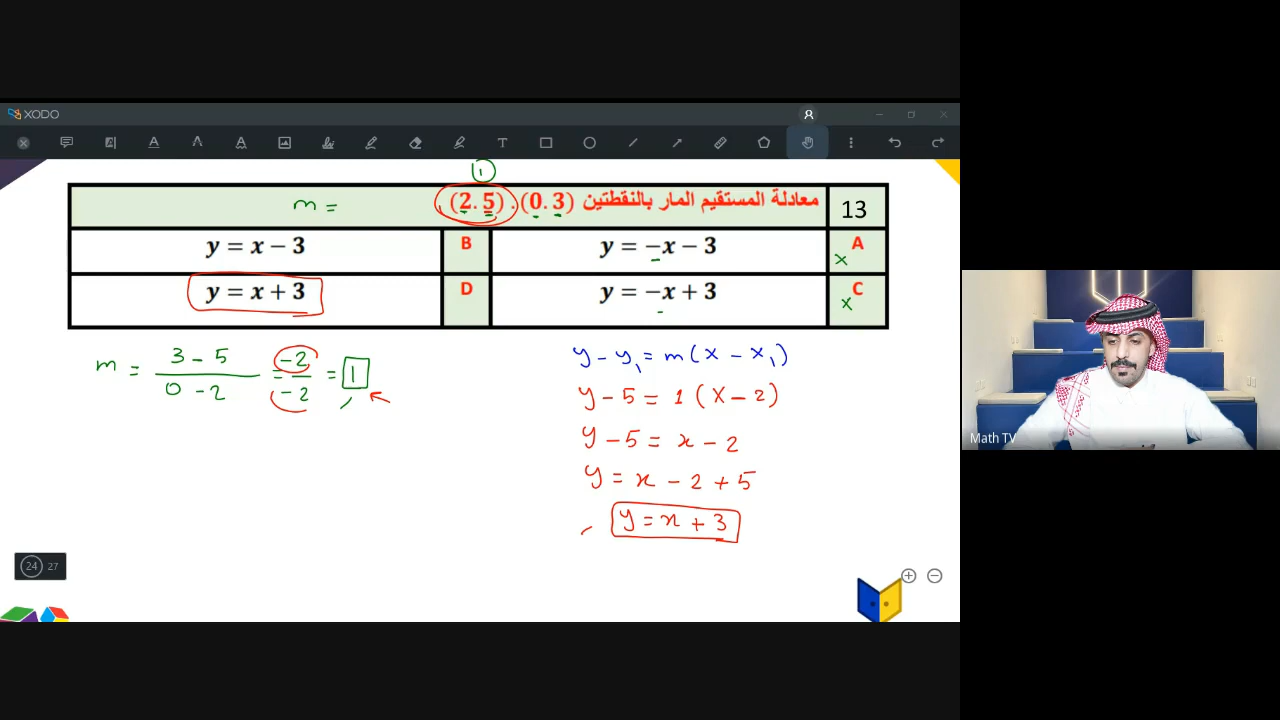 XODO
①
13
معادلة المستقيم المار بالنقطتين (0.3) . (2.5) .
m =
A
y = −x − 3
B
y = x − 3
x
C
y = −x + 3
D
y = x + 3
x
m = (3 − 5)/(0 − 2) = −2/−2 = 1
y − y₁ = m(x − x₁)
y − 5 = 1 (x − 2)
y − 5 = x − 2
y = x − 2 + 5
y = x + 3
24 27
Math TV